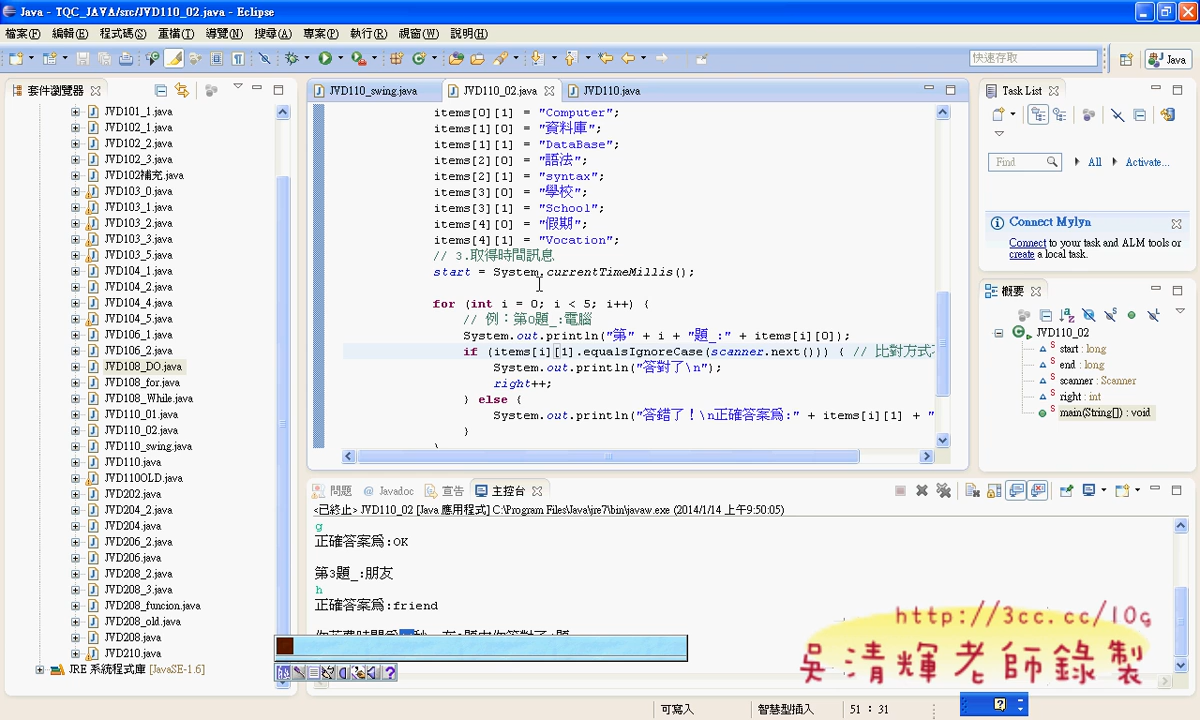 Java - TQC_JAVA/src/JVD110_02.java - Eclipse
檔案(F) 編輯(E) 程式碼(S) 重構(T) 導覽(N) 搜尋(A) 專案(P) 執行(R) 視窗(W) 說明(H)
快速存取
Java
套件瀏覽器
JVD101_1.java
JVD102_1.java
JVD102_2.java
JVD102_3.java
JVD102補充.java
JVD103_0.java
JVD103_1.java
JVD103_2.java
JVD103_3.java
JVD103_5.java
JVD104_1.java
JVD104_2.java
JVD104_4.java
JVD104_5.java
JVD106_1.java
JVD106_2.java
JVD108_DO.java
JVD108_for.java
JVD108_While.java
JVD110_01.java
JVD110_02.java
JVD110_swing.java
JVD110.java
JVD110OLD.java
JVD202.java
JVD204_2.java
JVD204.java
JVD206_2.java
JVD206.java
JVD208_2.java
JVD208_3.java
JVD208_funcion.java
JVD208_old.java
JVD208.java
JVD210.java
JRE 系統程式庫 [JavaSE-1.6]
JVD110_swing.java JVD110_02.java JVD110.java
items[0][1] = "Computer";
items[1][0] = "資料庫";
items[1][1] = "DataBase";
items[2][0] = "語法";
items[2][1] = "syntax";
items[3][0] = "學校";
items[3][1] = "School";
items[4][0] = "假期";
items[4][1] = "Vocation";
// 3.取得時間訊息
start = System.currentTimeMillis();
for (int i = 0; i < 5; i++) {
// 例：第0題_:電腦
System.out.println("第" + i + "題_:" + items[i][0]);
if (items[i][1].equalsIgnoreCase(scanner.next())) { // 比對方式
System.out.println("答對了\n");
right++;
} else {
System.out.println("答錯了！\n正確答案為:" + items[i][1] + "
}
Task List
Find All Activate...
Connect Mylyn
Connect to your task and ALM tools or
create a local task.
概要
JVD110_02
start : long
end : long
scanner : Scanner
right : int
main(String[]) : void
問題 @ Javadoc 宣告 主控台
<已終止> JVD110_02 [Java 應用程式] C:\Program Files\Java\jre7\bin\javaw.exe (2014/1/14 上午9:50:05)
g
正確答案為:OK
第3題_:朋友
h
正確答案為:friend
http://3cc.cc/10g
吳清輝老師錄製
可寫入 智慧型插入 51 : 31